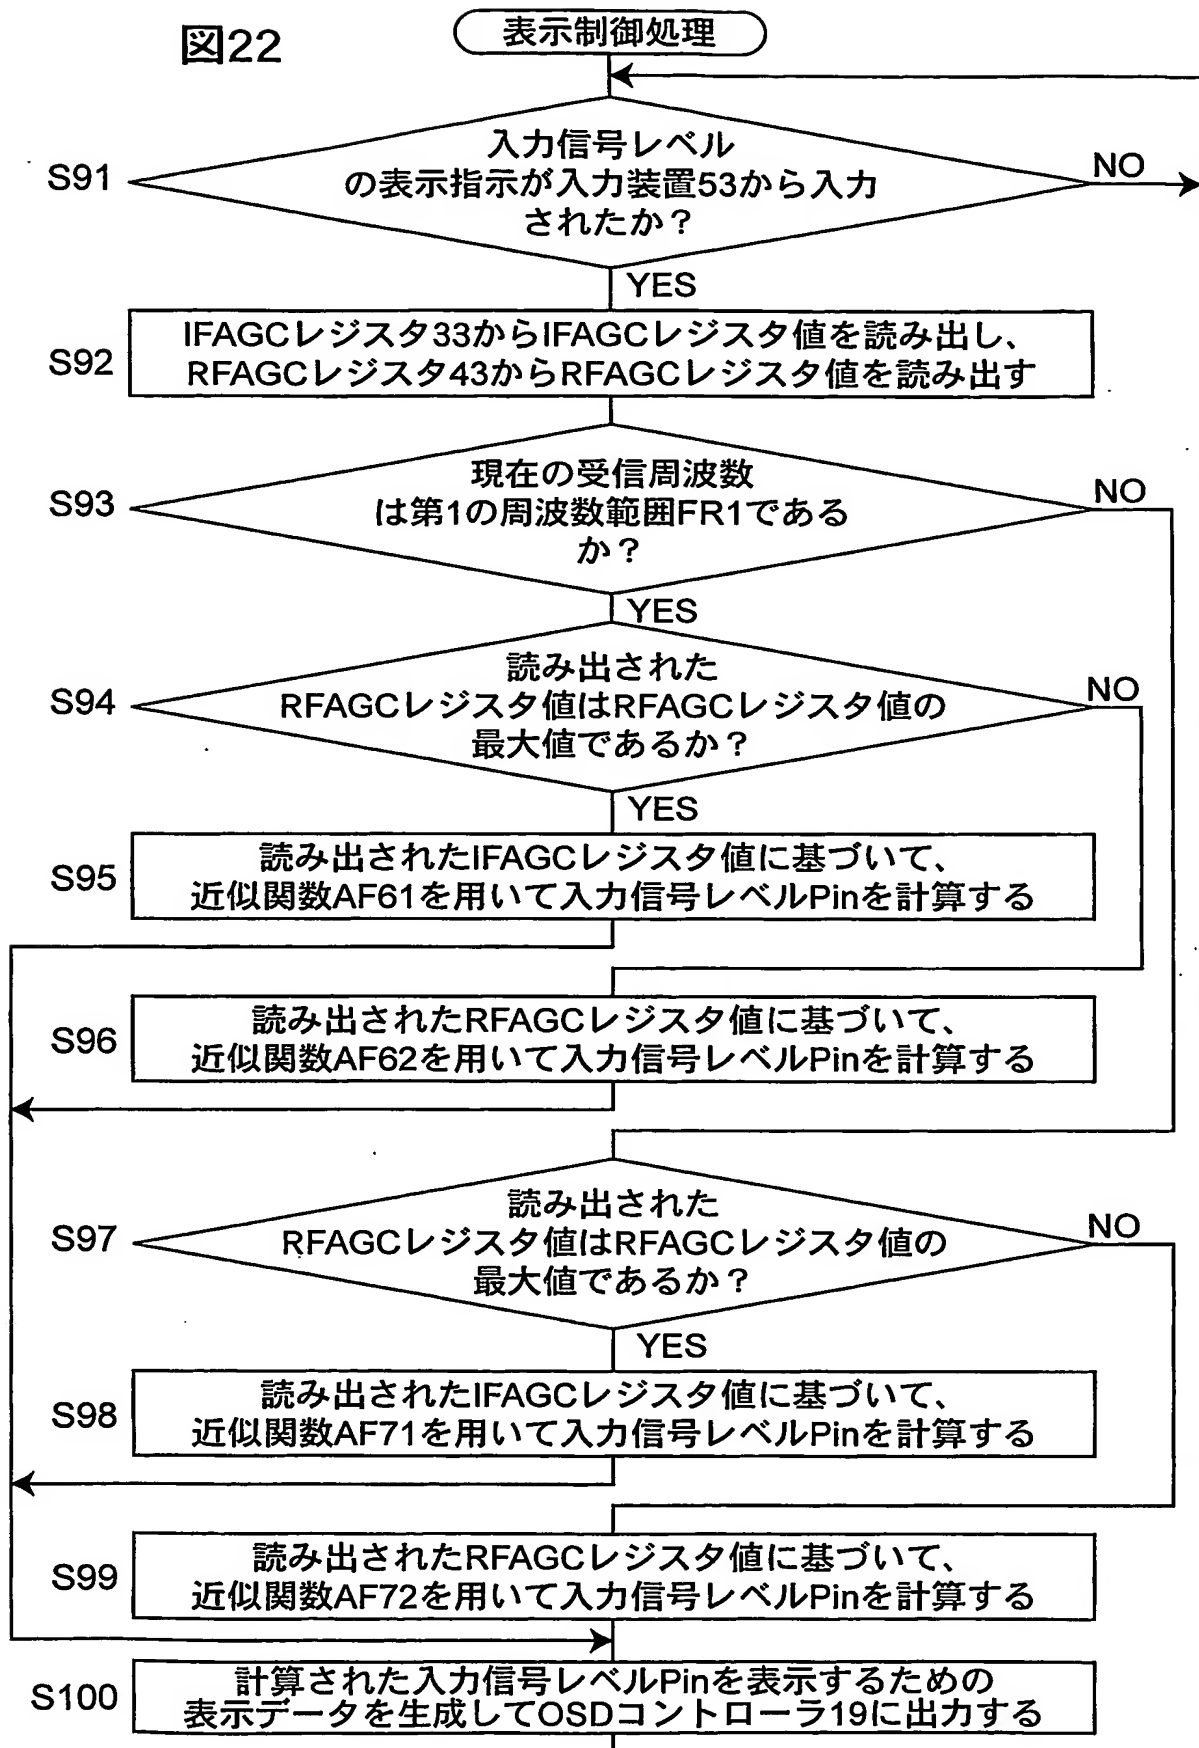 図22
表示制御処理
S91
入力信号レベル
の表示指示が入力装置53から入力
されたか？
NO
YES
S92
IFAGCレジスタ33からIFAGCレジスタ値を読み出し、
RFAGCレジスタ43からRFAGCレジスタ値を読み出す
S93
現在の受信周波数
は第1の周波数範囲FR1である
か？
NO
YES
S94
読み出された
RFAGCレジスタ値はRFAGCレジスタ値の
最大値であるか？
NO
YES
S95
読み出されたIFAGCレジスタ値に基づいて、
近似関数AF61を用いて入力信号レベルPinを計算する
S96
読み出されたRFAGCレジスタ値に基づいて、
近似関数AF62を用いて入力信号レベルPinを計算する
S97
読み出された
RFAGCレジスタ値はRFAGCレジスタ値の
最大値であるか？
NO
YES
S98
読み出されたIFAGCレジスタ値に基づいて、
近似関数AF71を用いて入力信号レベルPinを計算する
S99
読み出されたRFAGCレジスタ値に基づいて、
近似関数AF72を用いて入力信号レベルPinを計算する
S100
計算された入力信号レベルPinを表示するための
表示データを生成してOSDコントローラ19に出力する